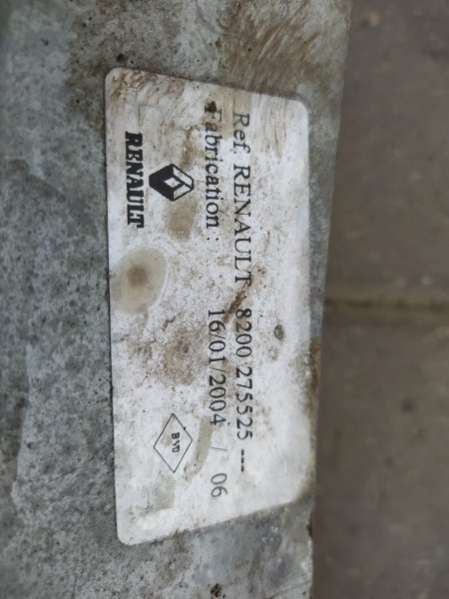 Ref. RENAULT : 8200 275525 ---
Fabrication : 16/01/2004 / 06
RENAULT